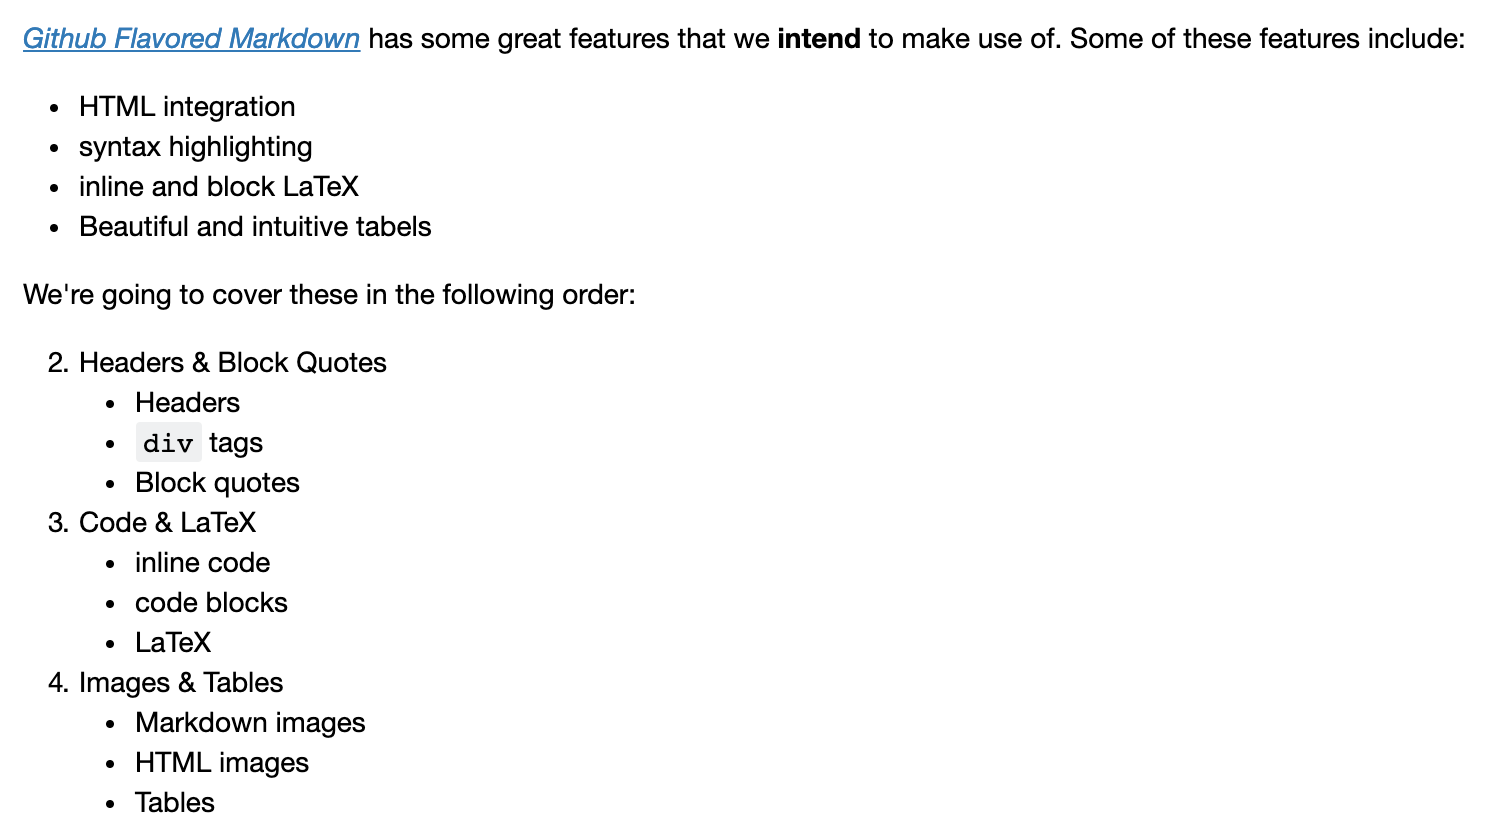 Github Flavored Markdown has some great features that we intend to make use of. Some of these features include:
• HTML integration
• syntax highlighting
• inline and block LaTeX
• Beautiful and intuitive tabels
We're going to cover these in the following order:
2. Headers & Block Quotes
• Headers
• div tags
• Block quotes
3. Code & LaTeX
• inline code
• code blocks
• LaTeX
4. Images & Tables
• Markdown images
• HTML images
• Tables